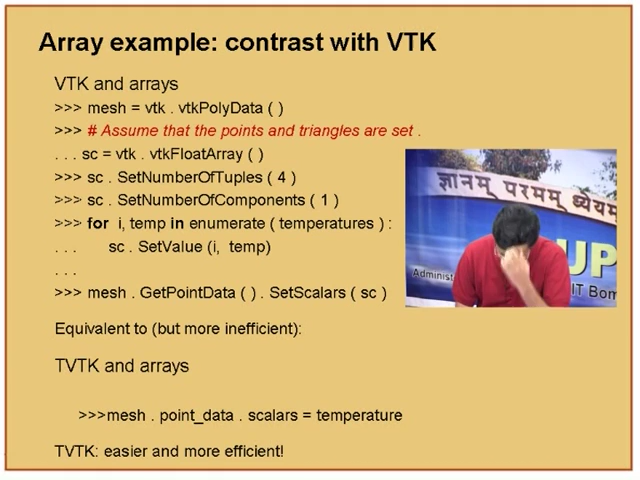 Array example: contrast with VTK
VTK and arrays
>>> mesh = vtk . vtkPolyData ( )
>>> # Assume that the points and triangles are set .
. . . sc = vtk . vtkFloatArray ( )
>>> sc . SetNumberOfTuples ( 4 )
>>> sc . SetNumberOfComponents ( 1 )
>>> for i, temp in enumerate ( temperatures ) :
. . . sc . SetValue (i, temp)
. . .
>>> mesh . GetPointData ( ) . SetScalars ( sc )
ज्ञानम् परमम् ध्येयम्
UP
Administ
IIT Bom
Equivalent to (but more inefficient):
TVTK and arrays
>>>mesh . point_data . scalars = temperature
TVTK: easier and more efficient!